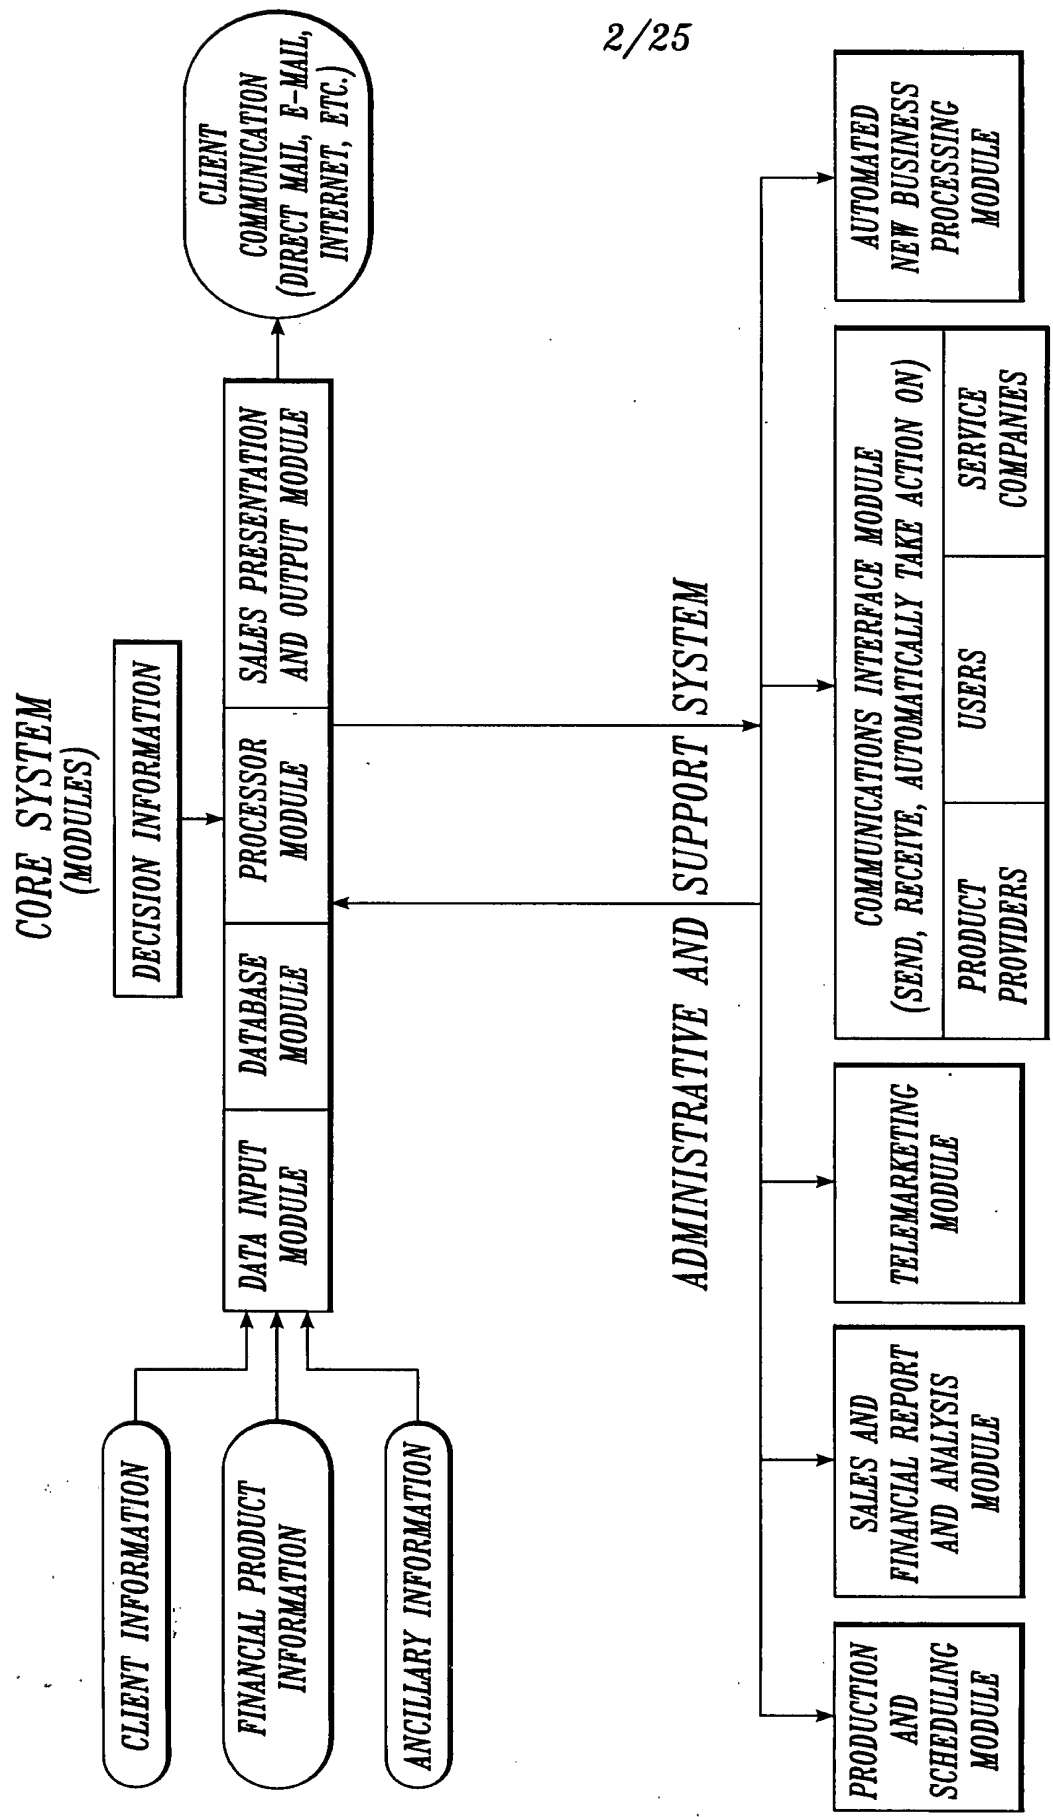 2/25
CORE SYSTEM
(MODULES)
DECISION INFORMATION
CLIENT INFORMATION
FINANCIAL PRODUCT
INFORMATION
ANCILLARY INFORMATION
DATA INPUT
MODULE
DATABASE
MODULE
PROCESSOR
MODULE
SALES PRESENTATION
AND OUTPUT MODULE
CLIENT
COMMUNICATION
(DIRECT MAIL, E-MAIL,
INTERNET, ETC.)
ADMINISTRATIVE AND SUPPORT SYSTEM
PRODUCTION
AND
SCHEDULING
MODULE
SALES AND
FINANCIAL REPORT
AND ANALYSIS
MODULE
TELEMARKETING
MODULE
COMMUNICATIONS INTERFACE MODULE
(SEND, RECEIVE, AUTOMATICALLY TAKE ACTION ON)
PRODUCT
PROVIDERS
USERS
SERVICE
COMPANIES
AUTOMATED
NEW BUSINESS
PROCESSING
MODULE